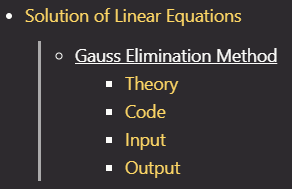 Solution of Linear Equations
Gauss Elimination Method
Theory
Code
Input
Output